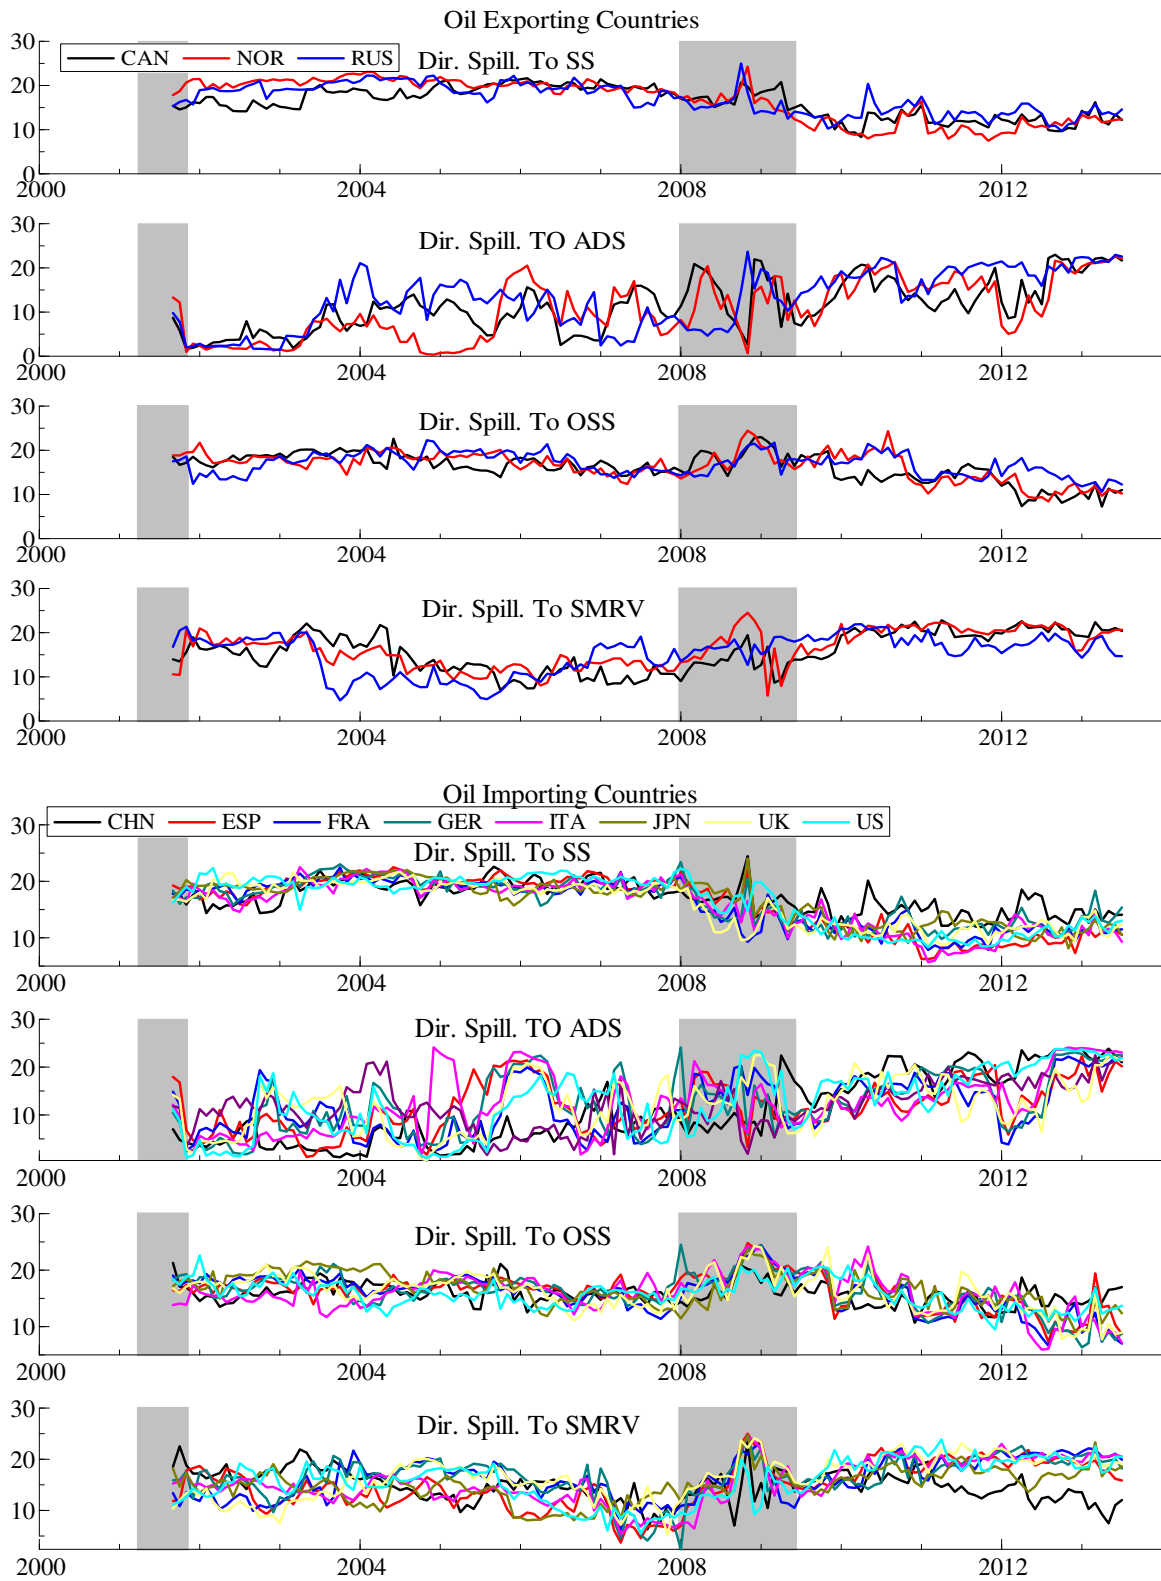 Oil Exporting Countries
30
CAN NOR RUS
Dir. Spill. To SS
20
10
0
2000 2004 2008 2012
30
Dir. Spill. TO ADS
20
10
0
2000 2004 2008 2012
30
Dir. Spill. To OSS
20
10
0
2000 2004 2008 2012
30
Dir. Spill. To SMRV
20
10
0
2000 2004 2008 2012
Oil Importing Countries
CHN ESP FRA GER ITA JPN UK US
30
Dir. Spill. To SS
20
10
2000 2004 2008 2012
30
Dir. Spill. TO ADS
20
10
2000 2004 2008 2012
30
Dir. Spill. To OSS
20
10
2000 2004 2008 2012
30
Dir. Spill. To SMRV
20
10
2000 2004 2008 2012